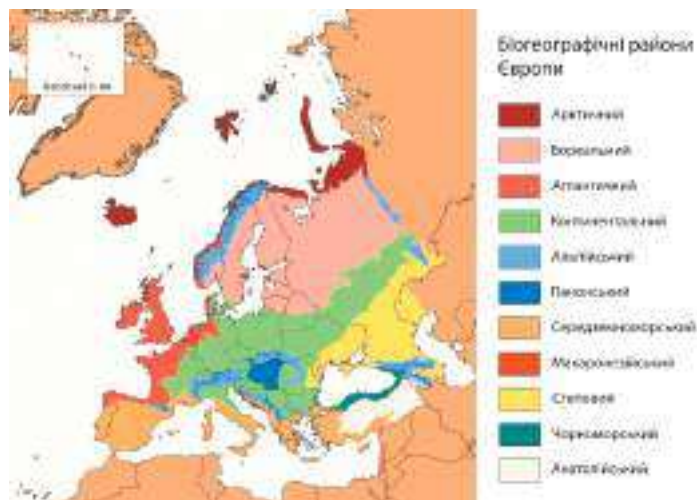 Біогеографічні райони
Європи
Арктичний
Бореальний
Атлантичний
Континентальний
Альпійський
Паннонський
Середземноморський
Макаронезійський
Степовий
Чорноморський
Анатолійський